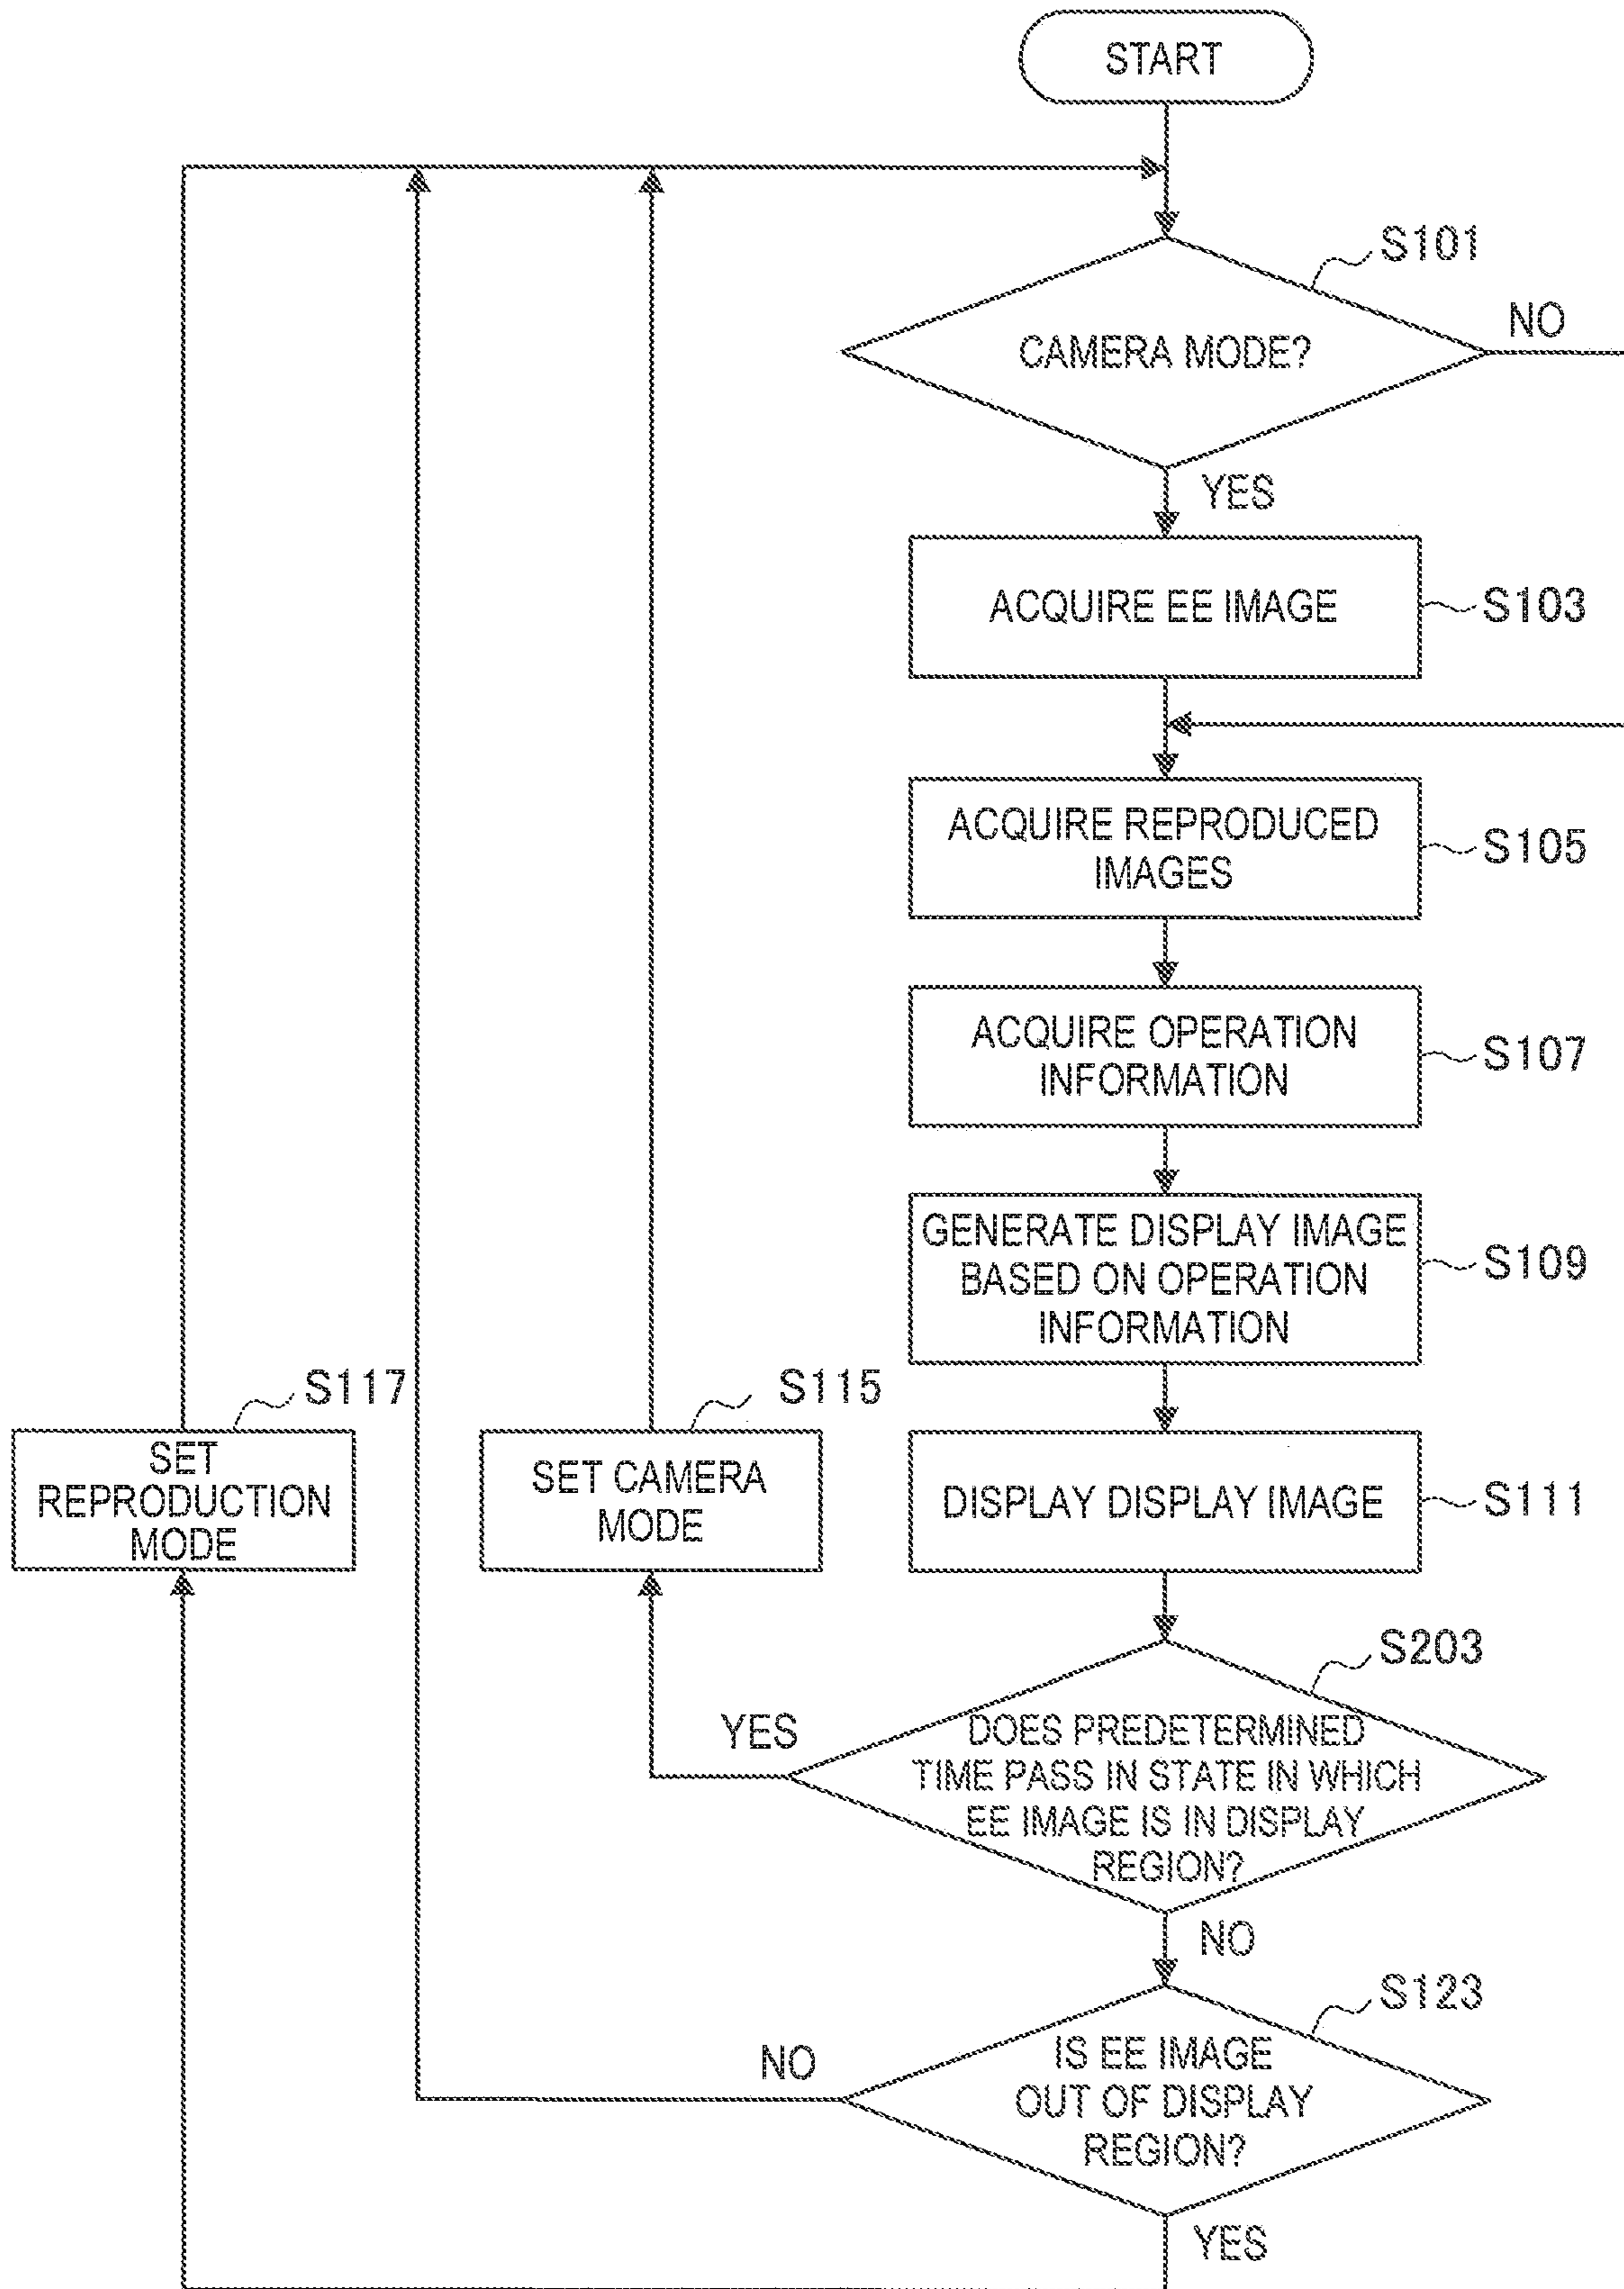 START
S101
CAMERA MODE?
NO
YES
ACQUIRE EE IMAGE
S103
ACQUIRE REPRODUCED
IMAGES
S105
ACQUIRE OPERATION
INFORMATION
S107
GENERATE DISPLAY IMAGE
BASED ON OPERATION
INFORMATION
S109
S117
SET
REPRODUCTION
MODE
S115
SET CAMERA
MODE
DISPLAY DISPLAY IMAGE
S111
S203
YES
DOES PREDETERMINED
TIME PASS IN STATE IN WHICH
EE IMAGE IS IN DISPLAY
REGION?
NO
S123
NO
IS EE IMAGE
OUT OF DISPLAY
REGION?
YES